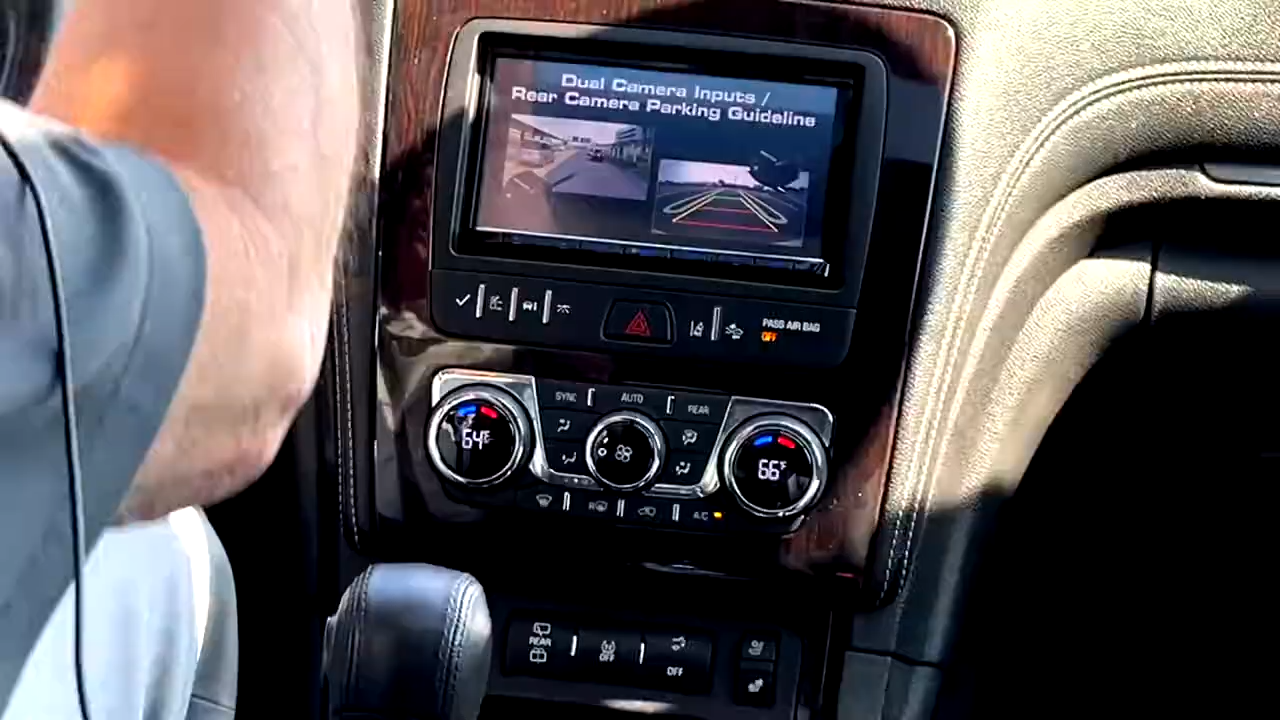 Dual Camera Inputs /
Rear Camera Parking Guideline
PASS AIR BAG
OFF
SYNC
AUTO
REAR
64°F
66°F
R
A/C
REAR
OFF
OFF